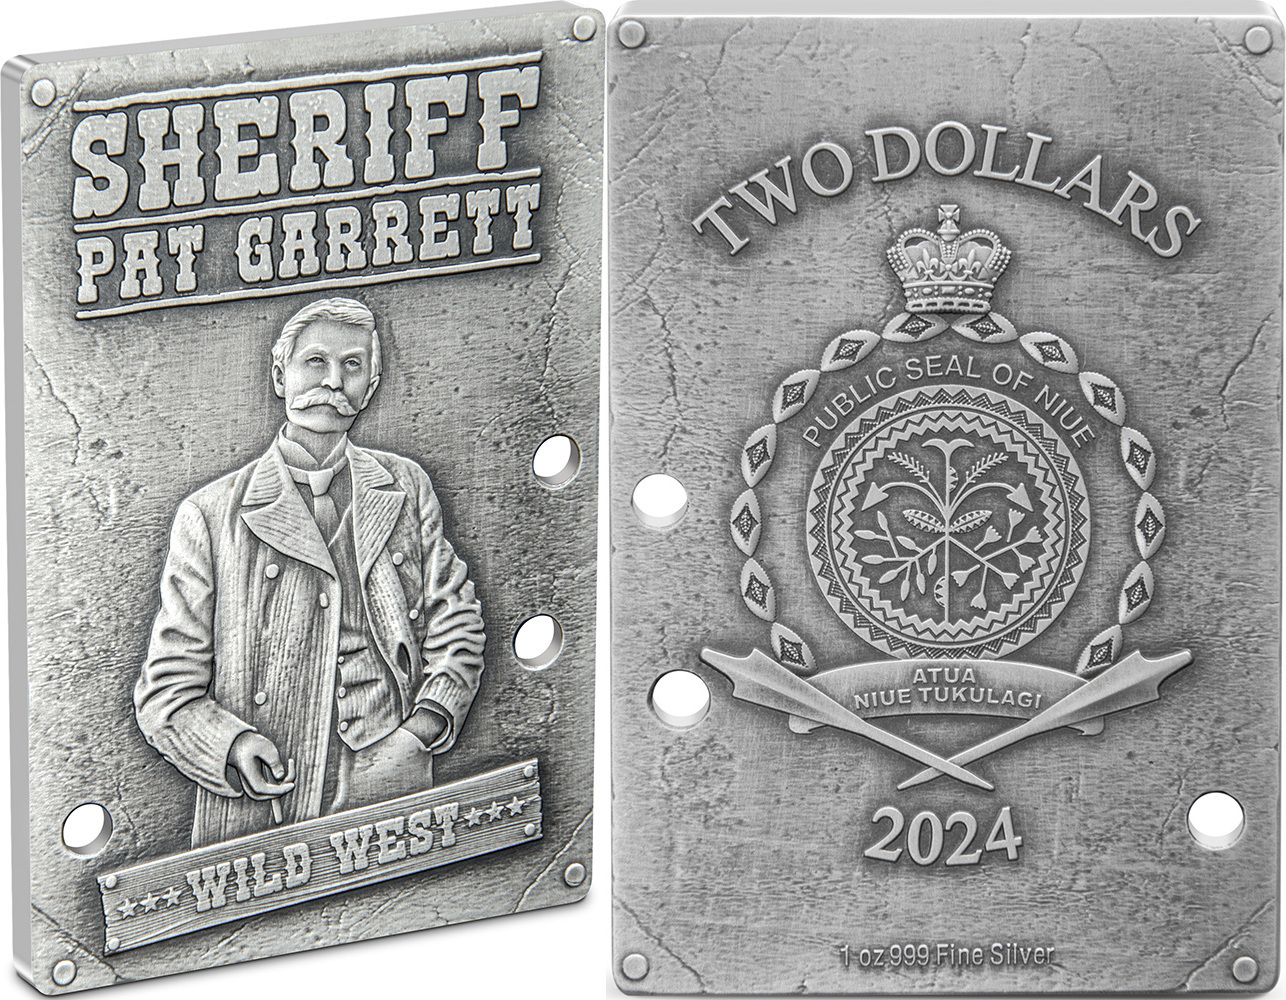 SHERIFF
PAT GARRETT
★★★WILD WEST★★★
TWO DOLLARS
PUBLIC SEAL OF NIUE
ATUA
NIUE TUKULAGI
2024
1 oz .999 Fine Silver